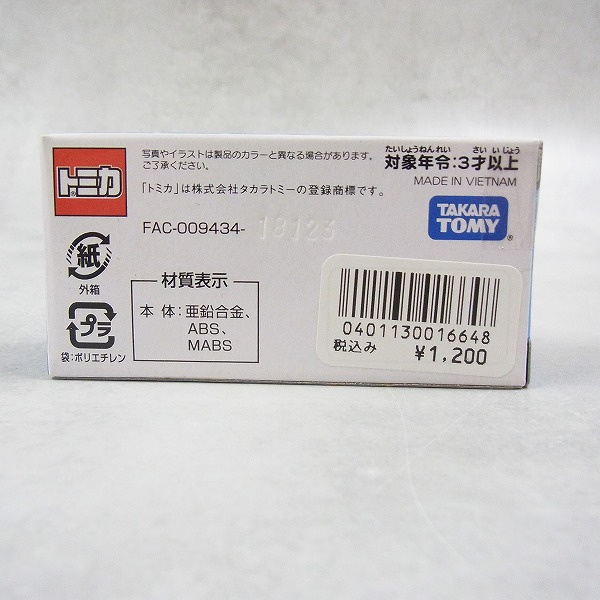 トミカ
®
写真やイラストは製品のカラーと異なる場合があります。
ご了承ください。
「トミカ」は株式会社タカラトミーの登録商標です。
たいしょうねんれい さい いじょう
対象年令:3才以上
MADE IN VIETNAM
TAKARA
TOMY
®
FAC-009434- 18123
紙
外箱
プラ
袋:ポリエチレン
材質表示
本 体:亜鉛合金、
ABS、
MABS
0401130016648
税込み
¥1,200